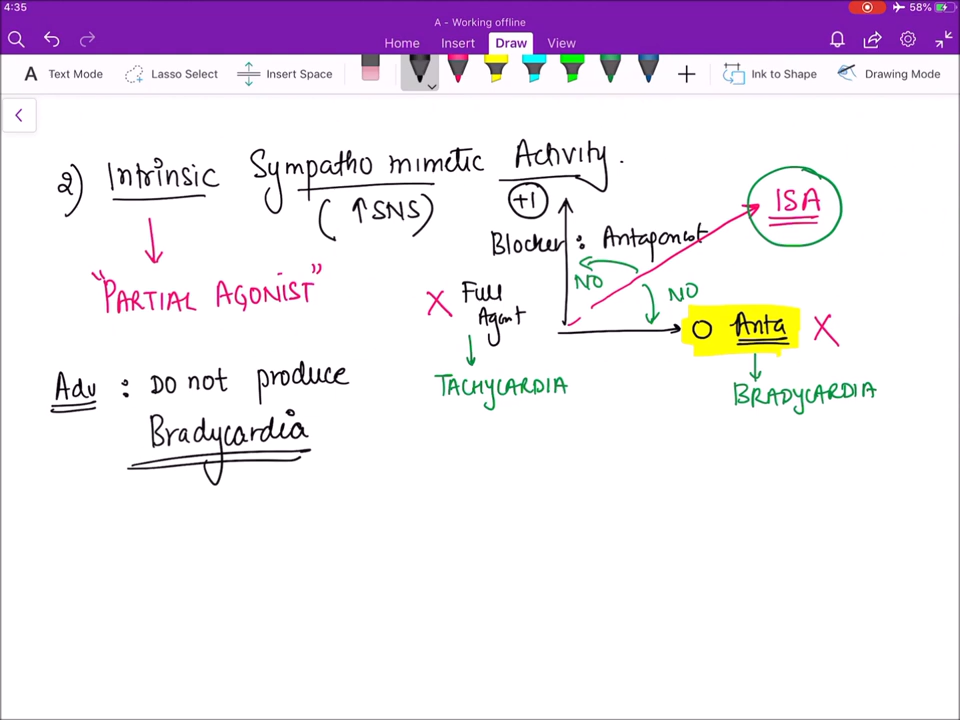 4:35
58%
A - Working offline
Home Insert Draw View
A Text Mode Lasso Select Insert Space Ink to Shape Drawing Mode
2) Intrinsic Sympatho mimetic Activity.
(↑SNS)
+1
ISA
Blocker : Antagonist
"PARTIAL AGONIST"
NO
NO
X Full
Agent
O Anta X
TACHYCARDIA
BRADYCARDIA
Adv : DO not produce
Bradycardia